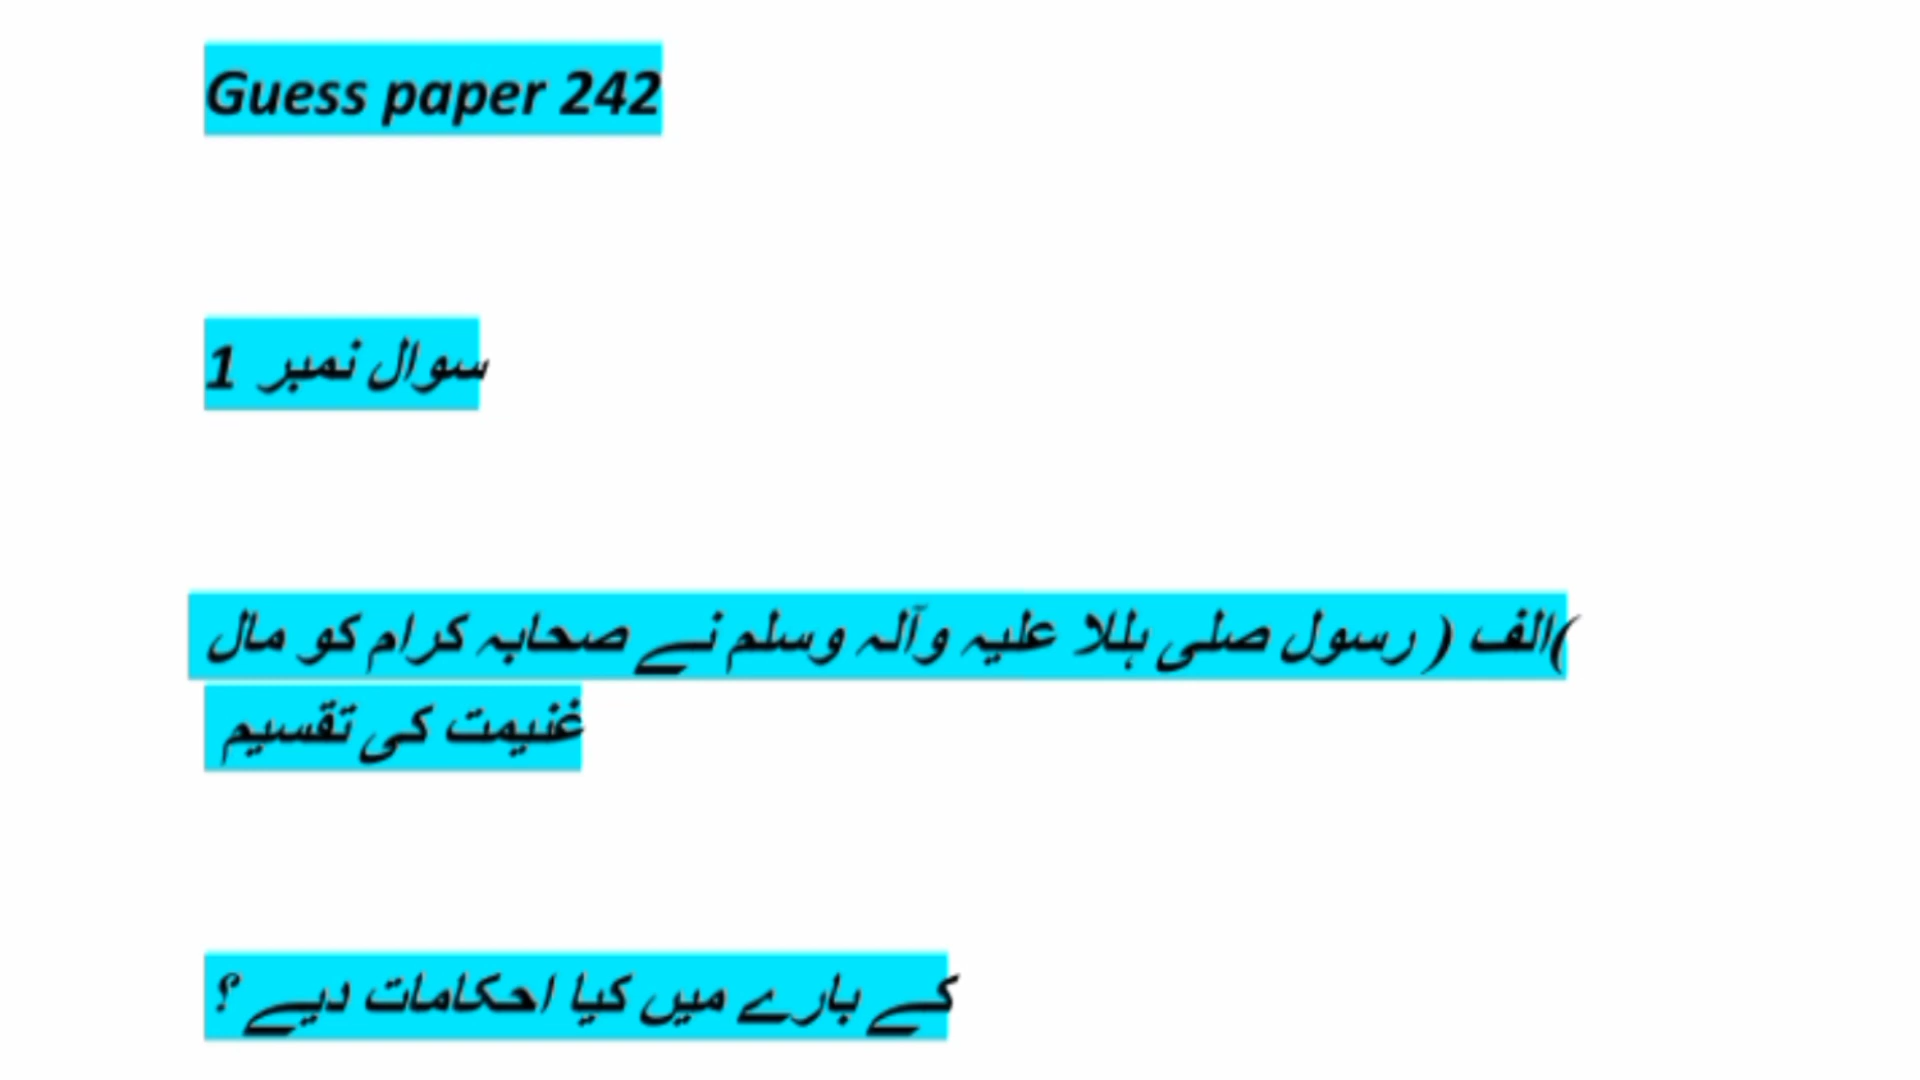 Guess paper 242
سوال نمبر 1
)الف ( رسول صلی ہللا علیہ وآلہ وسلم نے صحابہ کرام کو مال
غنیمت کی تقسیم
کے بارے میں کیا احکامات دیے ؟